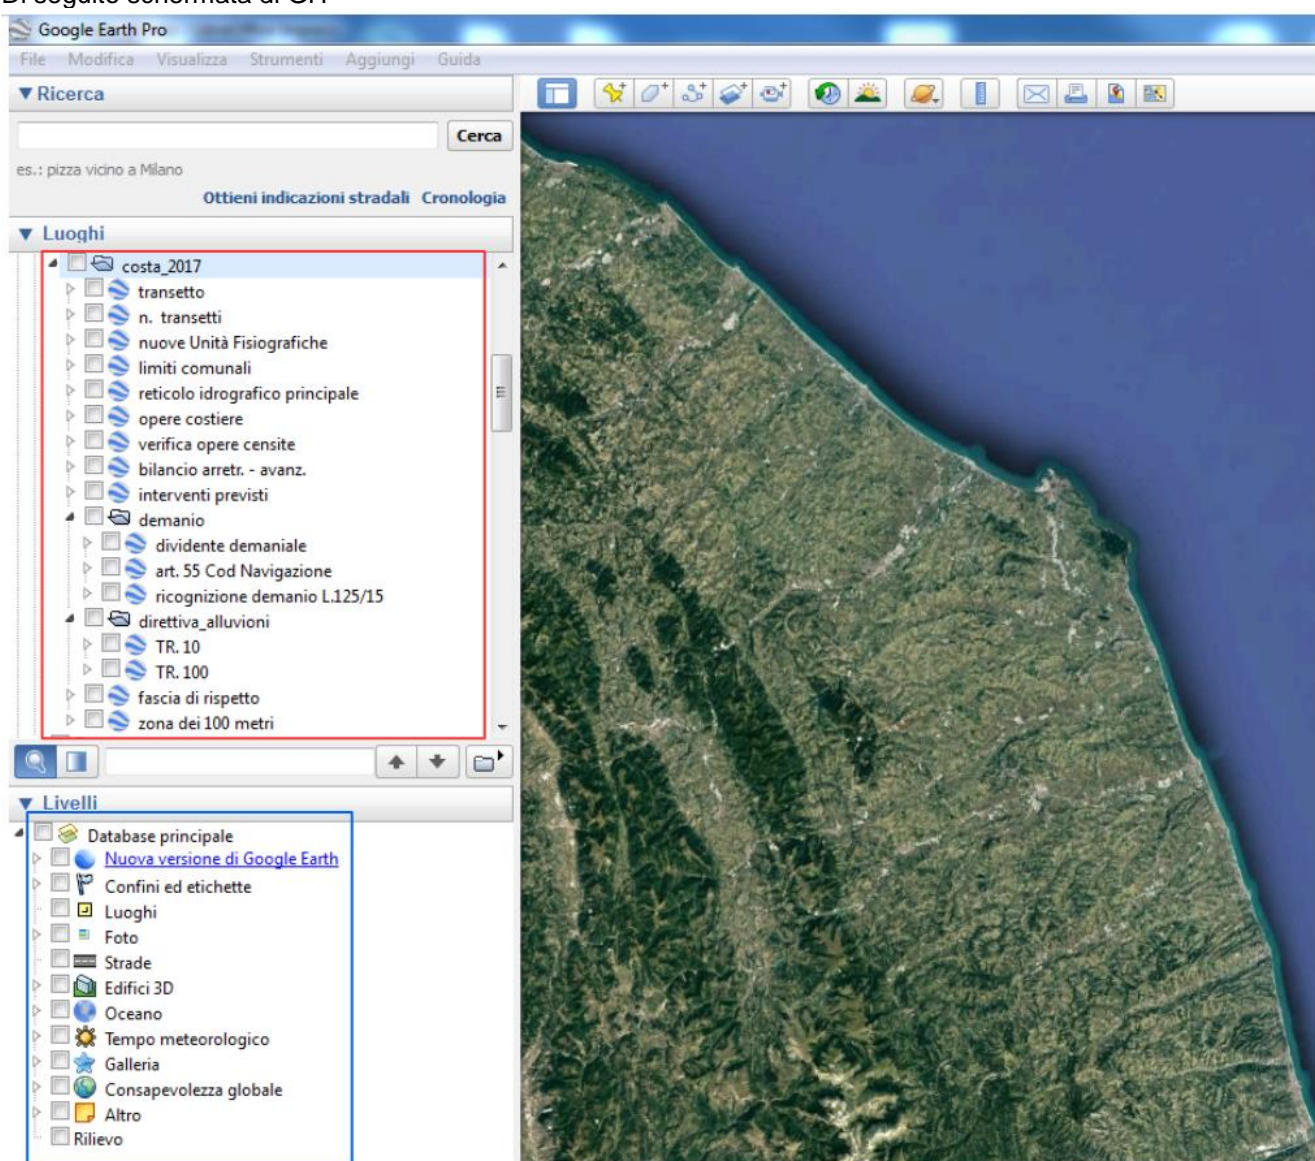 Google Earth Pro
File Modifica Visualizza Strumenti Aggiungi Guida
Ricerca
Cerca
es.: pizza vicino a Milano
Ottieni indicazioni stradali Cronologia
Luoghi
costa_2017
transetto
n. transetti
nuove Unità Fisiografiche
limiti comunali
reticolo idrografico principale
opere costiere
verifica opere censite
bilancio arretr. - avanz.
interventi previsti
demanio
dividente demaniale
art. 55 Cod Navigazione
ricognizione demanio L.125/15
direttiva_alluvioni
TR. 10
TR. 100
fascia di rispetto
zona dei 100 metri
Livelli
Database principale
Nuova versione di Google Earth
Confini ed etichette
Luoghi
Foto
Strade
Edifici 3D
Oceano
Tempo meteorologico
Galleria
Consapevolezza globale
Altro
Rilievo